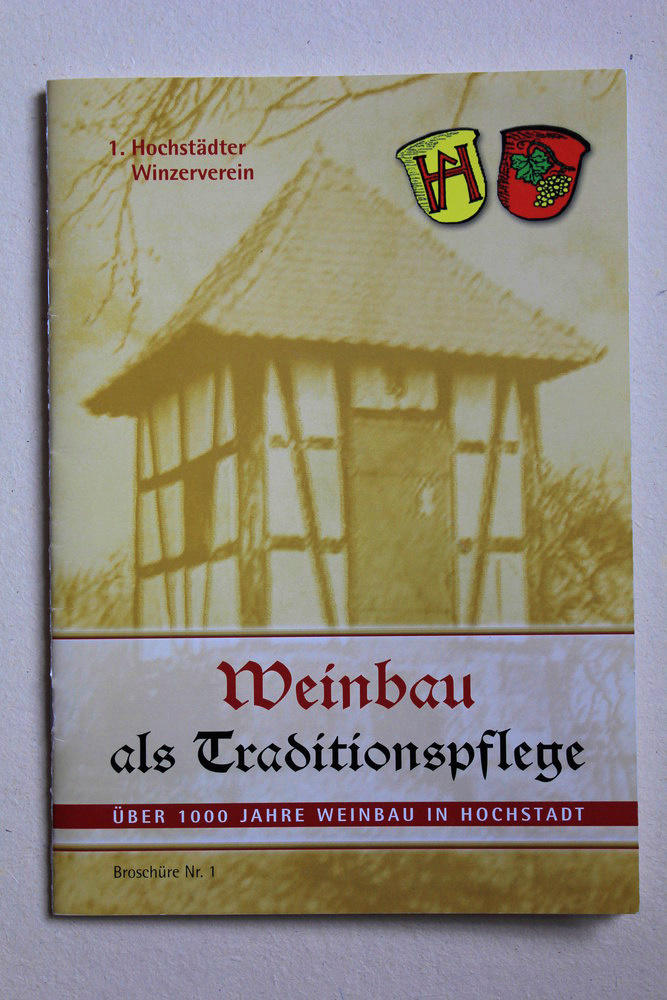 1. Hochstädter
Winzerverein
Weinbau
als Traditionspflege
ÜBER 1000 JAHRE WEINBAU IN HOCHSTADT
Broschüre Nr. 1